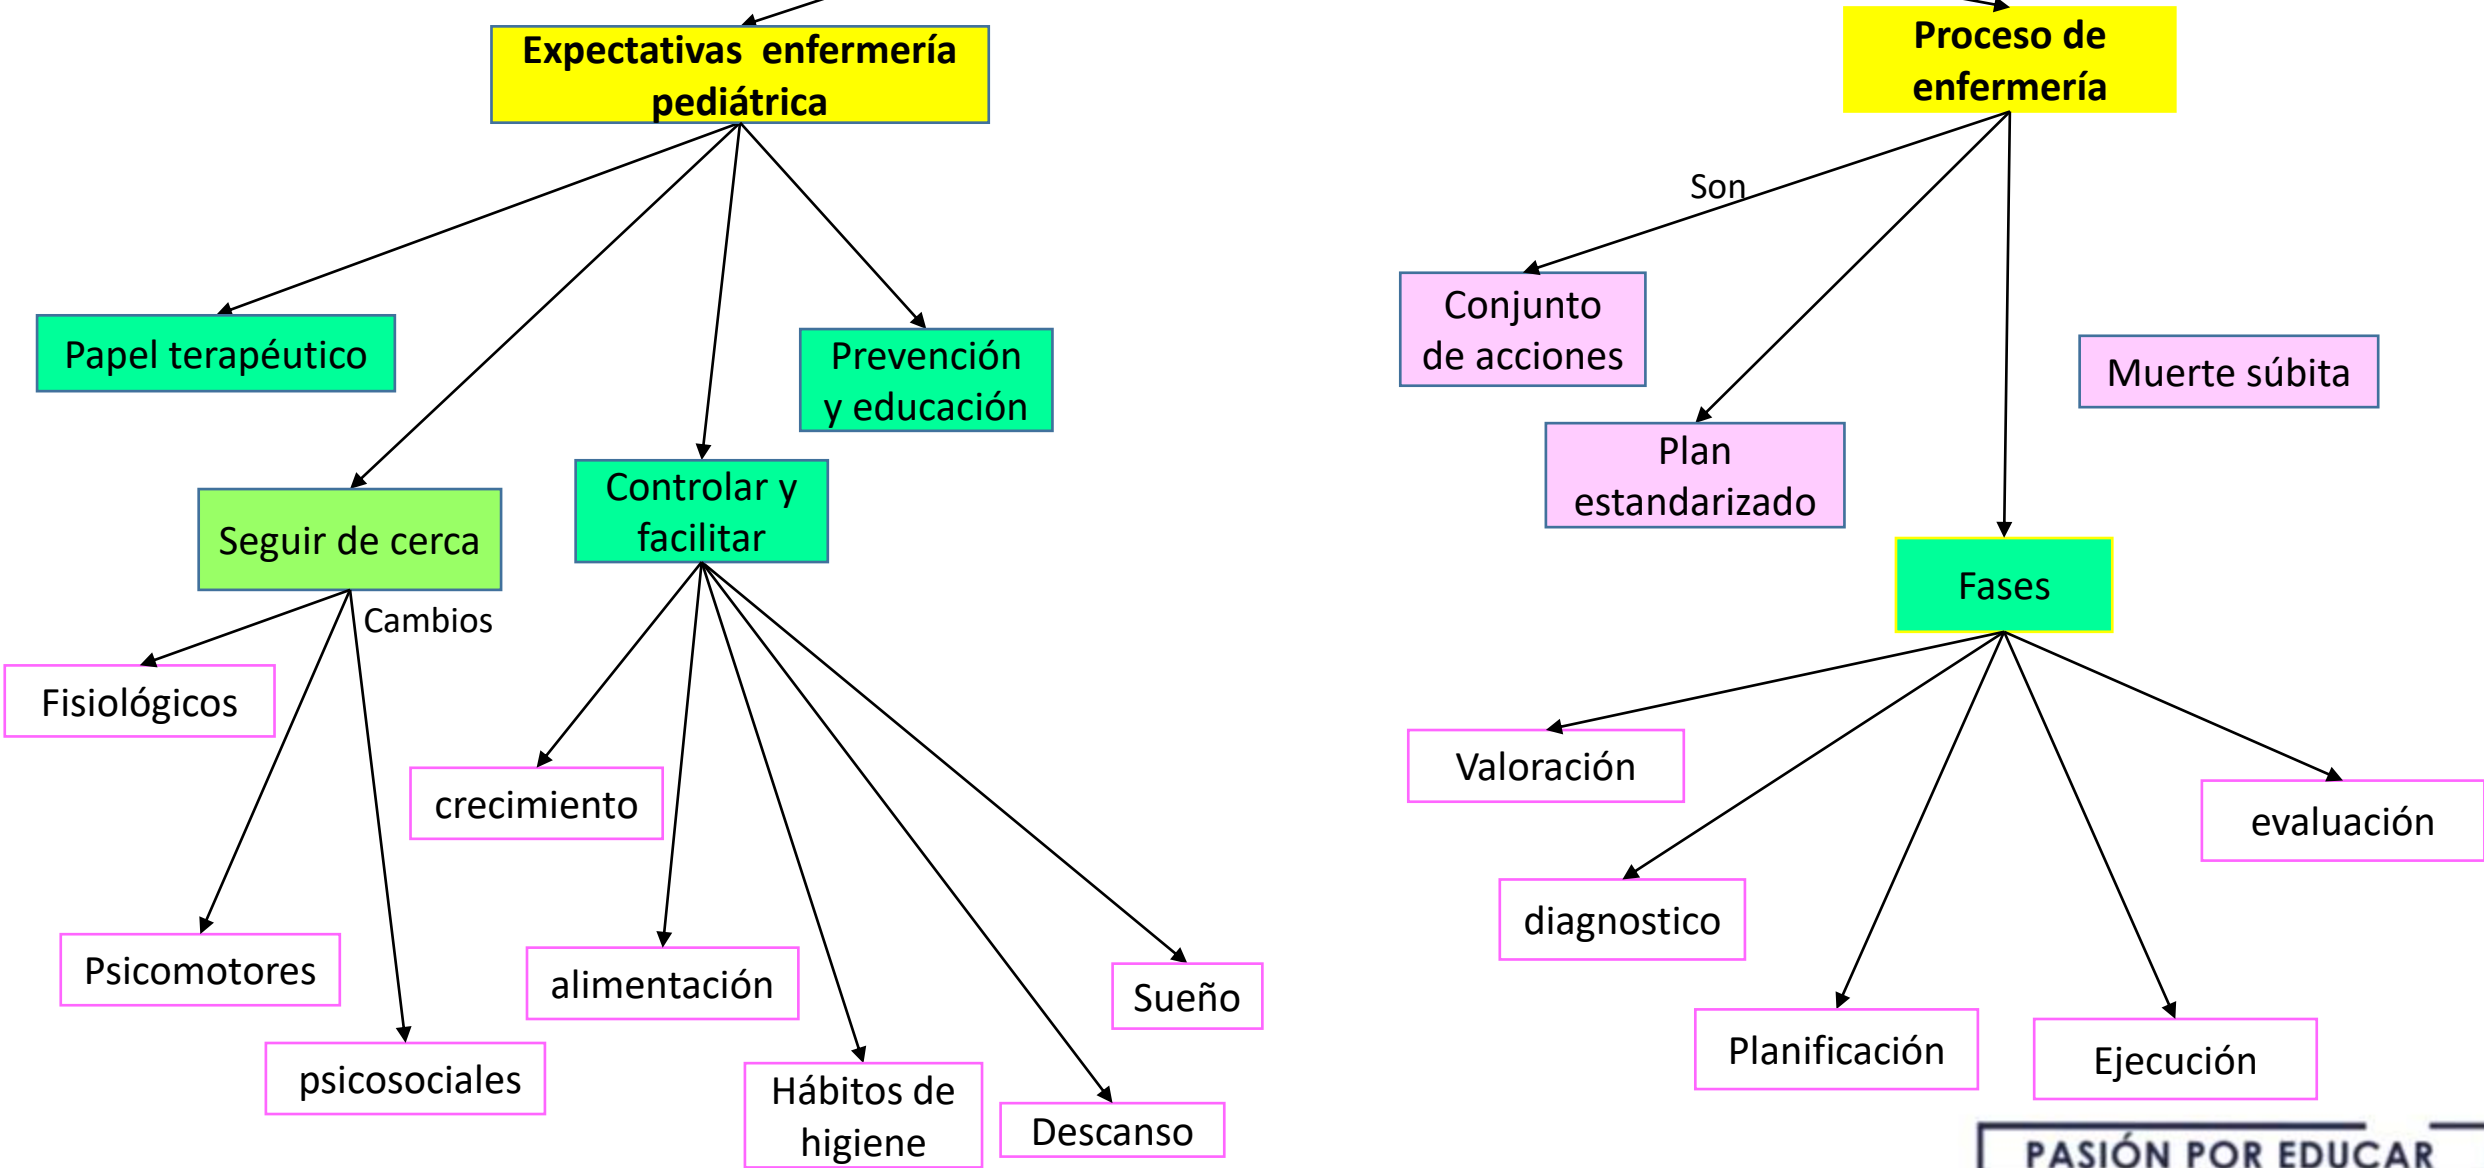 Expectativas  enfermería
pediátrica
Papel terapéutico
Prevención
y educación
Seguir de cerca
Controlar y
facilitar
Cambios
Fisiológicos
Psicomotores
psicosociales
crecimiento
alimentación
Hábitos de
higiene
Descanso
Sueño
Proceso de
enfermería
Son
Conjunto
de acciones
Plan
estandarizado
Muerte súbita
Fases
Valoración
diagnostico
Planificación
Ejecución
evaluación
PASIÓN POR EDUCAR